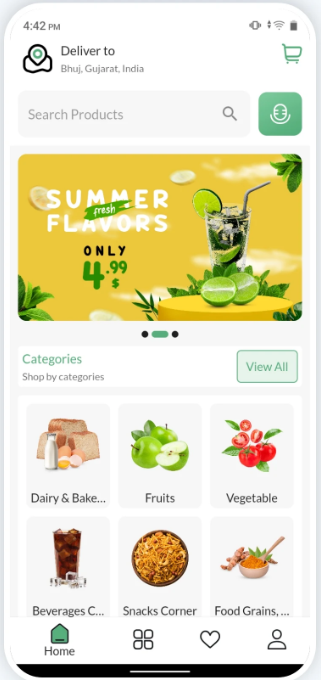 4:42 PM
Deliver to
Bhuj, Gujarat, India
Search Products
SUMMER
fresh
FLAVORS
ONLY
4.99
$
Categories
Shop by categories
View All
Dairy & Bake...
Fruits
Vegetable
Beverages C...
Snacks Corner
Food Grains, ...
Home